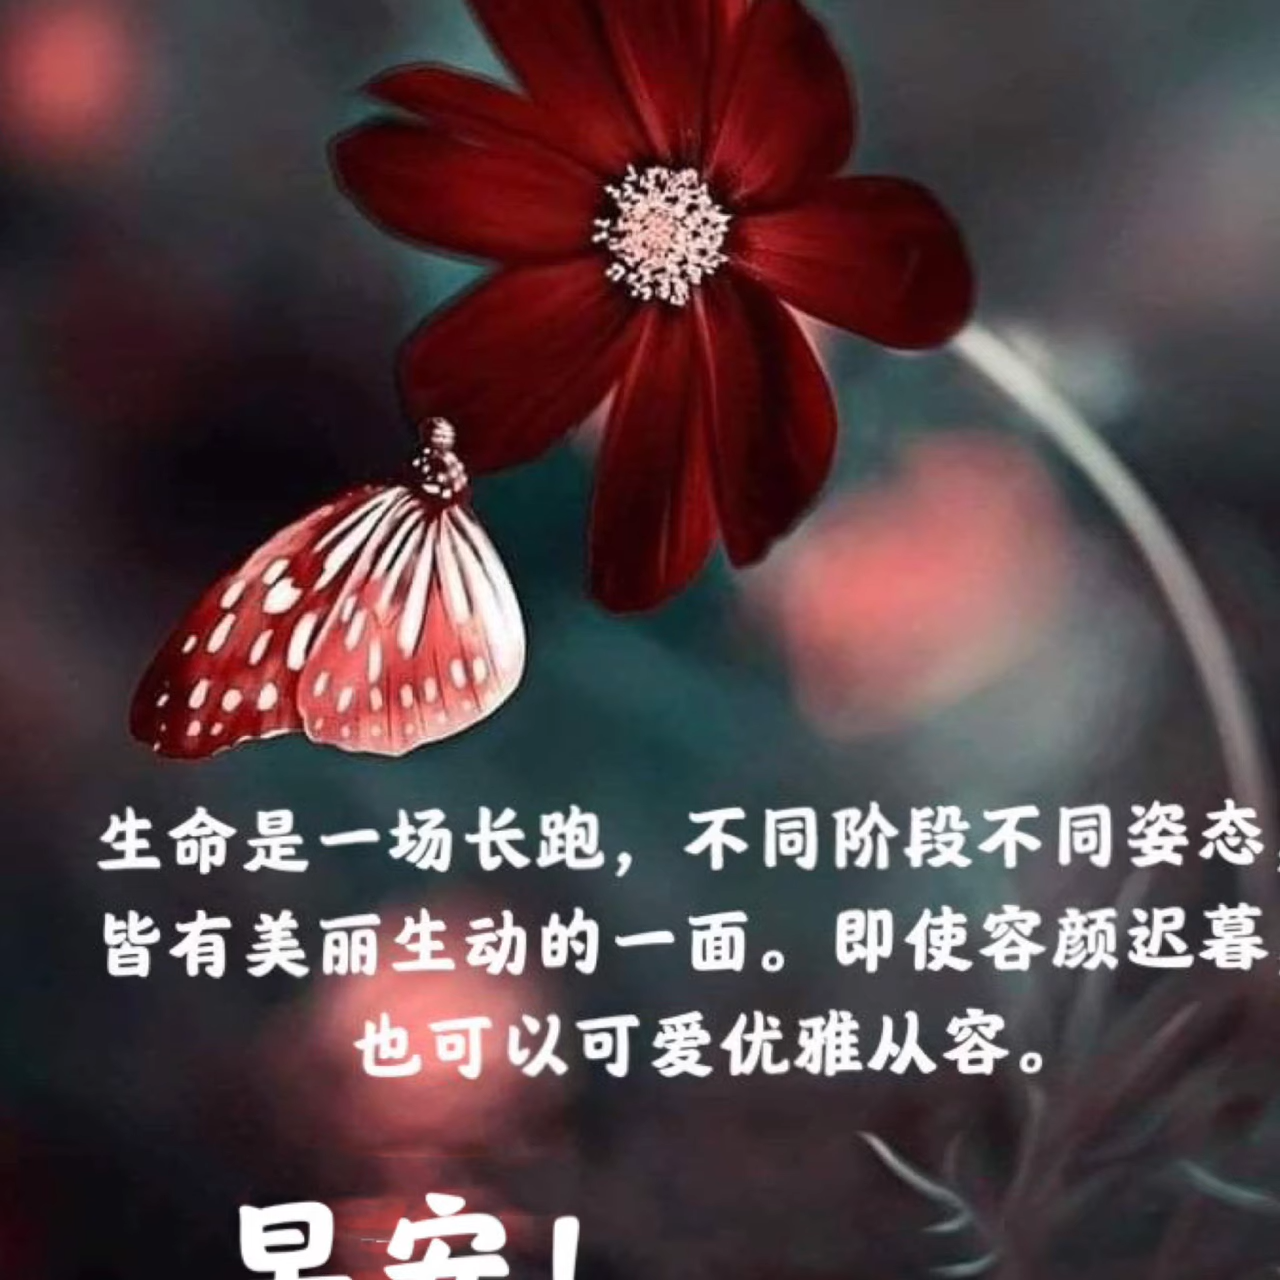 生命是一场长跑，不同阶段不同姿态，
皆有美丽生动的一面。即使容颜迟暮
也可以可爱优雅从容。
早安！